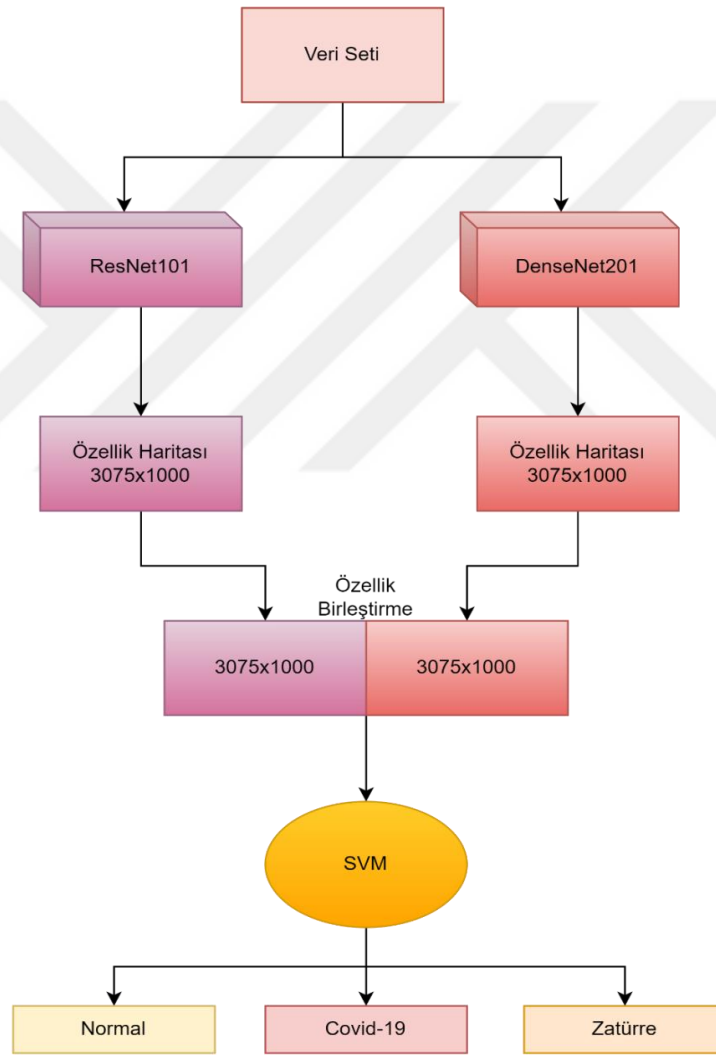 Veri Seti
ResNet101
DenseNet201
Özellik Haritası
3075x1000
Özellik Haritası
3075x1000
Özellik
Birleştirme
3075x1000
3075x1000
SVM
Normal
Covid-19
Zatürre